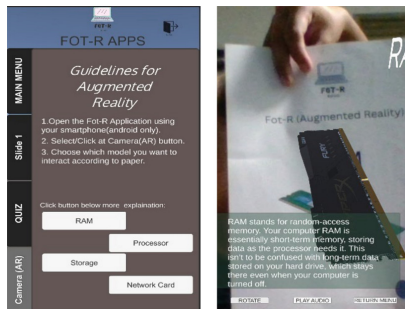 FOT-R
FOT-R APPS
MAIN MENU
Slide 1
QUIZ
Camera (AR)
Guidelines for
Augmented
Reality
1.Open the Fot-R Application using
your smartphone(android only).
2. Select/Click at Camera(AR) button.
3. Choose which model you want to
interact according to paper.
Click button below more explaination:
RAM
Processor
Storage
Network Card
RA
FOT-R
Fot-R (Augmented Reality)
FURY
RAM stands for random-access
memory. Your computer RAM is
essentially short-term memory, storing
data as the processor needs it. This
isn't to be confused with long-term data
stored on your hard drive, which stays
there even when your computer is
turned off.
ROTATE
PLAY AUDIO
RETURN MENU